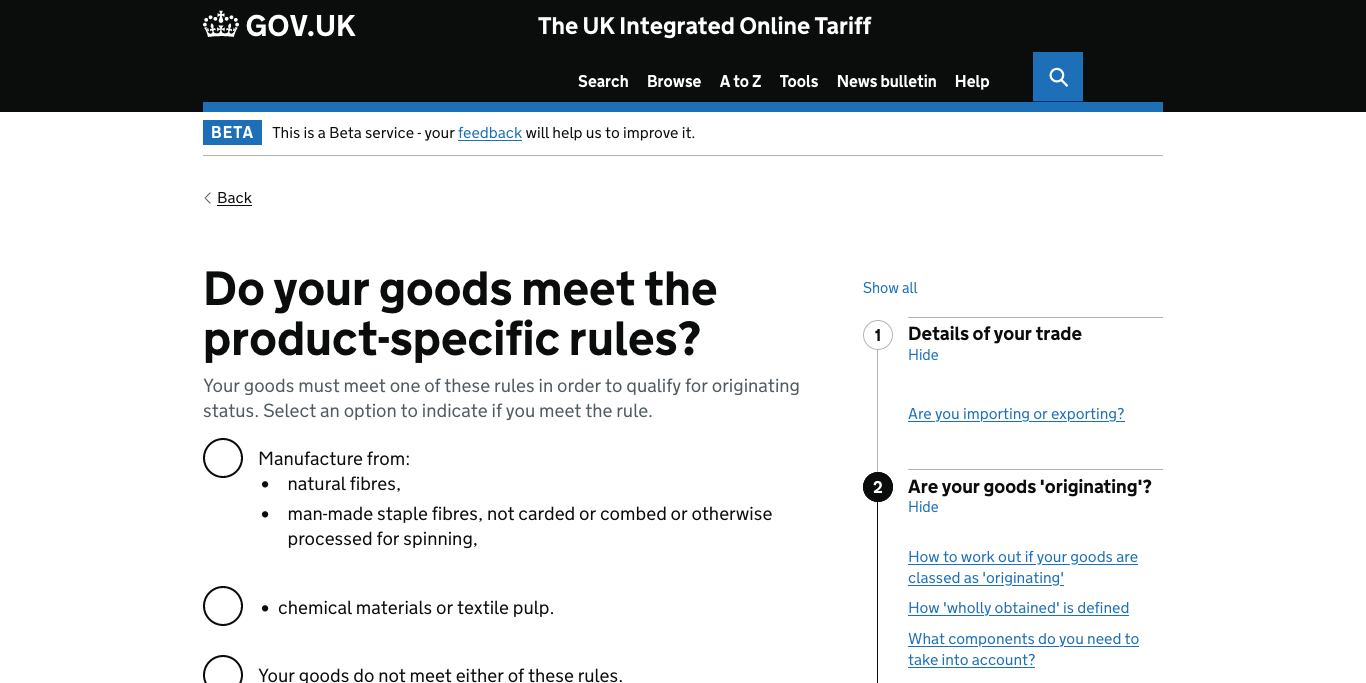 GOV.UK
The UK Integrated Online Tariff
Search Browse A to Z Tools News bulletin Help
BETA This is a Beta service - your feedback will help us to improve it.
Back
Do your goods meet the
product-specific rules?
Your goods must meet one of these rules in order to qualify for originating
status. Select an option to indicate if you meet the rule.
Manufacture from:
• natural fibres,
• man-made staple fibres, not carded or combed or otherwise
processed for spinning,
• chemical materials or textile pulp.
Your goods do not meet either of these rules.
Show all
1 Details of your trade
Hide
Are you importing or exporting?
2 Are your goods 'originating'?
Hide
How to work out if your goods are
classed as 'originating'
How 'wholly obtained' is defined
What components do you need to
take into account?